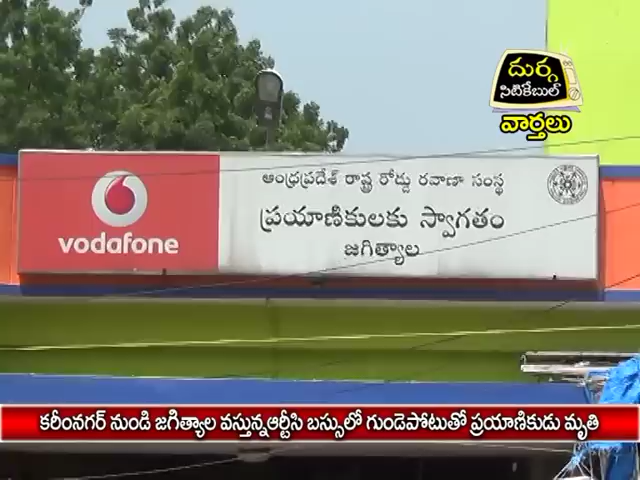 దుర్గ
సిటికేబుల్
వార్తలు
ఆంధ్రప్రదేశ్ రాష్ట్ర రోడ్డు రవాణా సంస్థ
ప్రయాణికులకు స్వాగతం
జగిత్యాల
vodafone
కరీంనగర్ నుండి జగిత్యాల వస్తున్నఆర్టీసి బస్సులో గుండెపోటుతో ప్రయాణికుడు మృతి